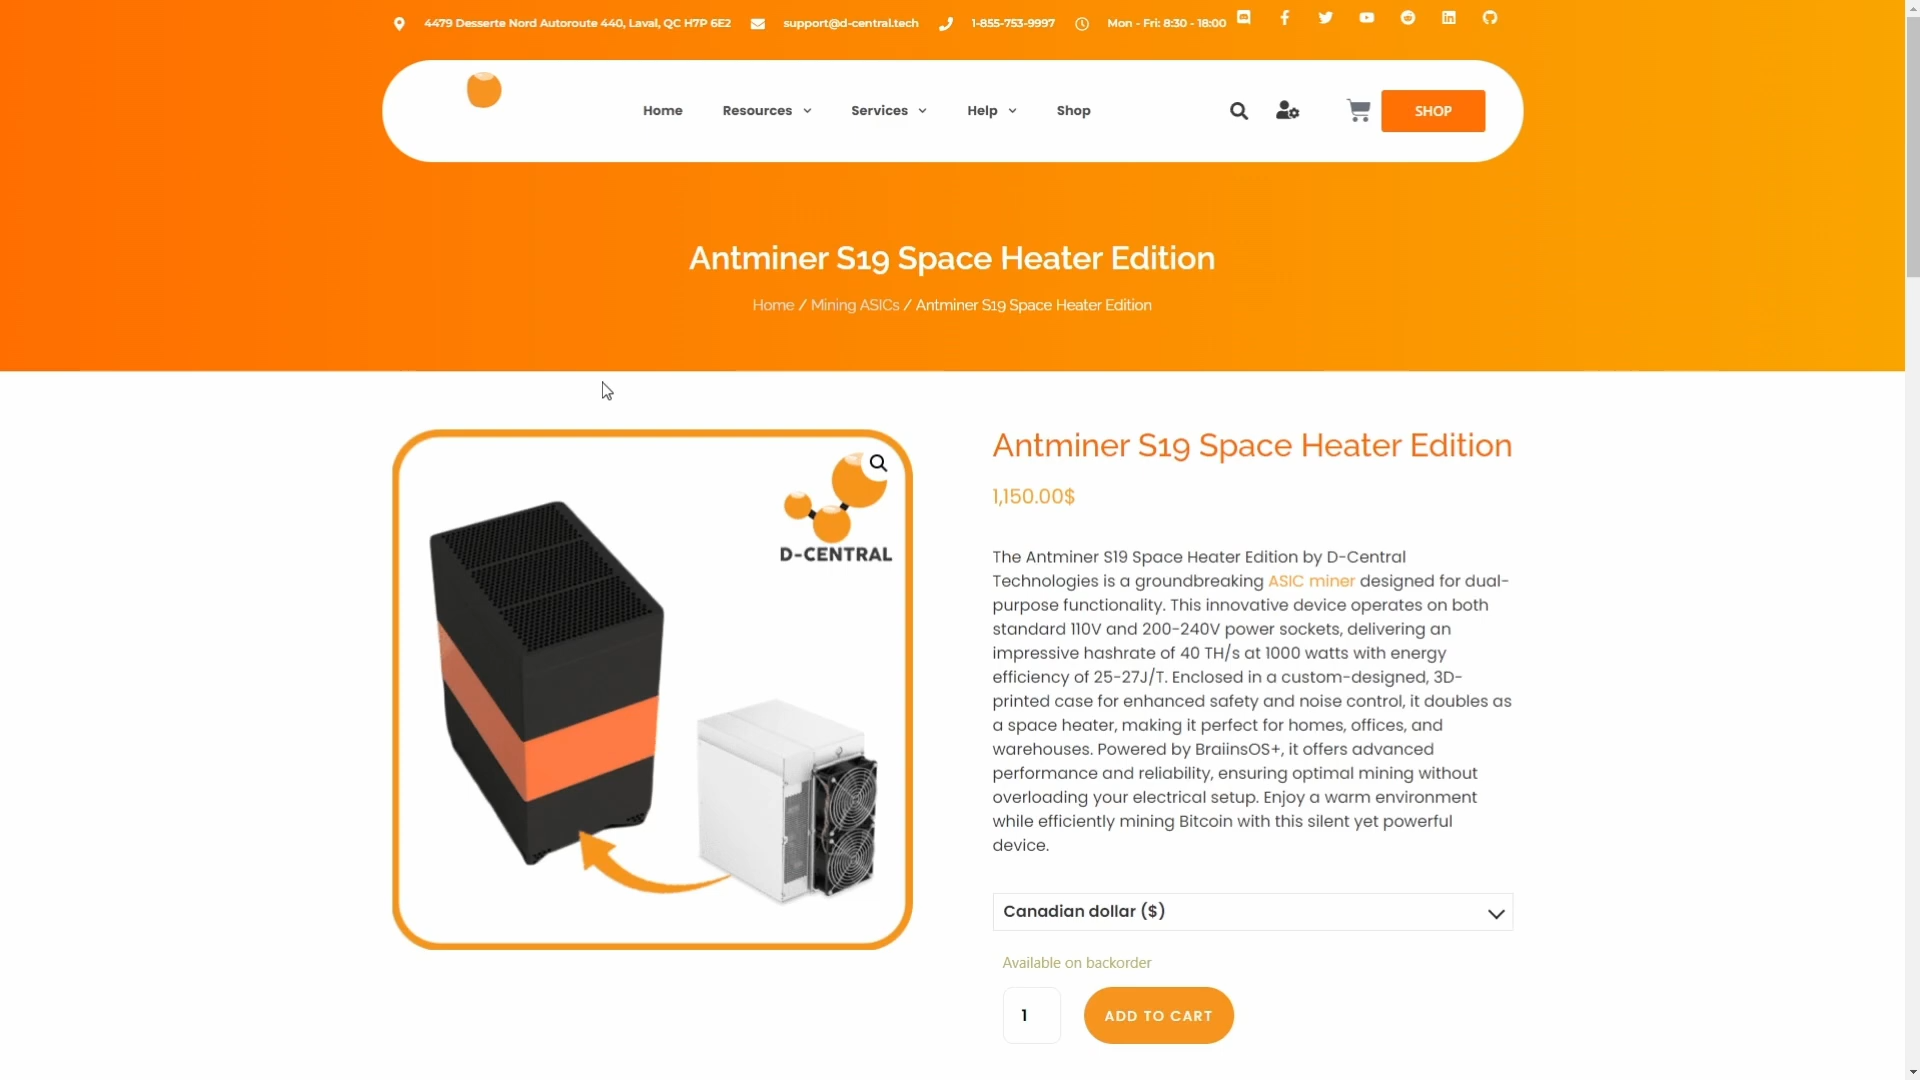 4479 Desserte Nord Autoroute 440, Laval, QC H7P 6E2 support@d-central.tech 1-855-753-9997 Mon - Fri: 8:30 - 18:00
Home Resources Services Help Shop SHOP
Antminer S19 Space Heater Edition
Home / Mining ASICs / Antminer S19 Space Heater Edition
D-CENTRAL
Antminer S19 Space Heater Edition
1,150.00$
The Antminer S19 Space Heater Edition by D-Central
Technologies is a groundbreaking ASIC miner designed for dual-
purpose functionality. This innovative device operates on both
standard 110V and 200-240V power sockets, delivering an
impressive hashrate of 40 TH/s at 1000 watts with energy
efficiency of 25-27J/T. Enclosed in a custom-designed, 3D-
printed case for enhanced safety and noise control, it doubles as
a space heater, making it perfect for homes, offices, and
warehouses. Powered by BraiinsOS+, it offers advanced
performance and reliability, ensuring optimal mining without
overloading your electrical setup. Enjoy a warm environment
while efficiently mining Bitcoin with this silent yet powerful
device.
Canadian dollar ($)
Available on backorder
1 ADD TO CART